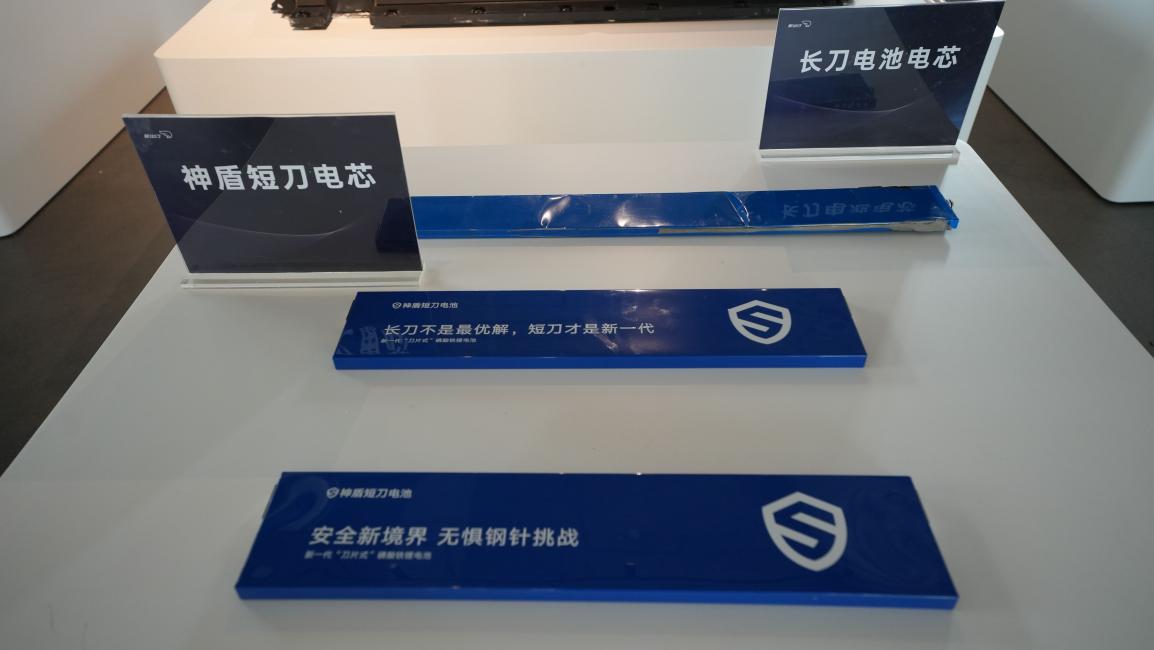 长刀电池电芯
神盾短刀电芯
神盾短刀电池
长刀不是最优解，短刀才是新一代
新一代“刀片式”磷酸铁锂电池
神盾短刀电池
安全新境界 无惧钢针挑战
新一代“刀片式”磷酸铁锂电池